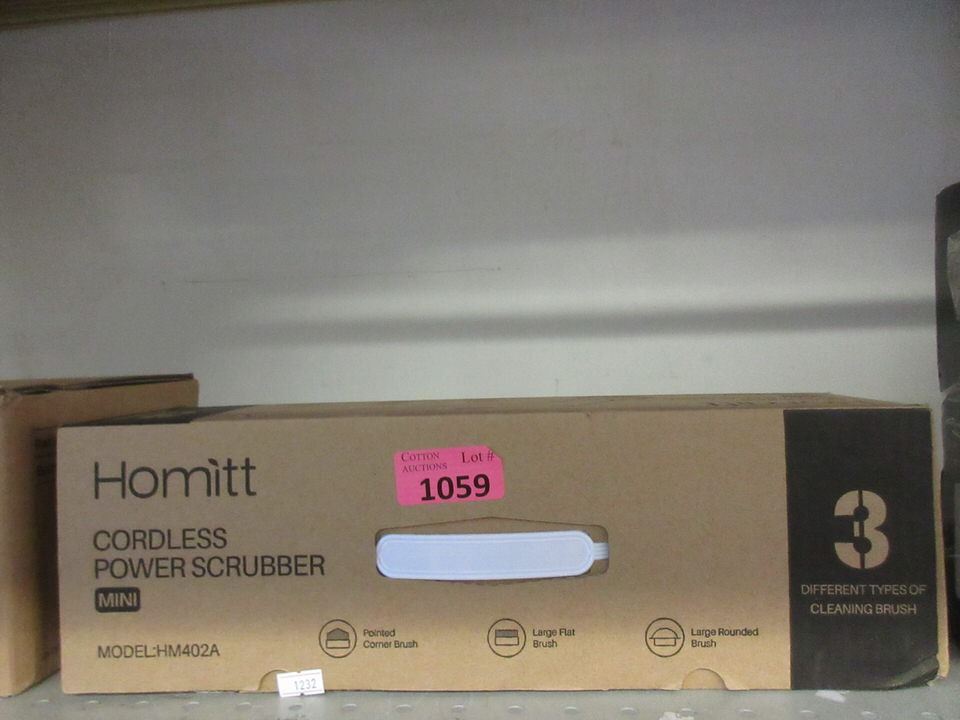 Homitt
CORDLESS
POWER SCRUBBER
MINI
MODEL:HM402A
COTTON
AUCTIONS
Lot #
1059
Pointed
Corner Brush
Large Flat
Brush
Large Rounded
Brush
3
DIFFERENT TYPES OF
CLEANING BRUSH
1232